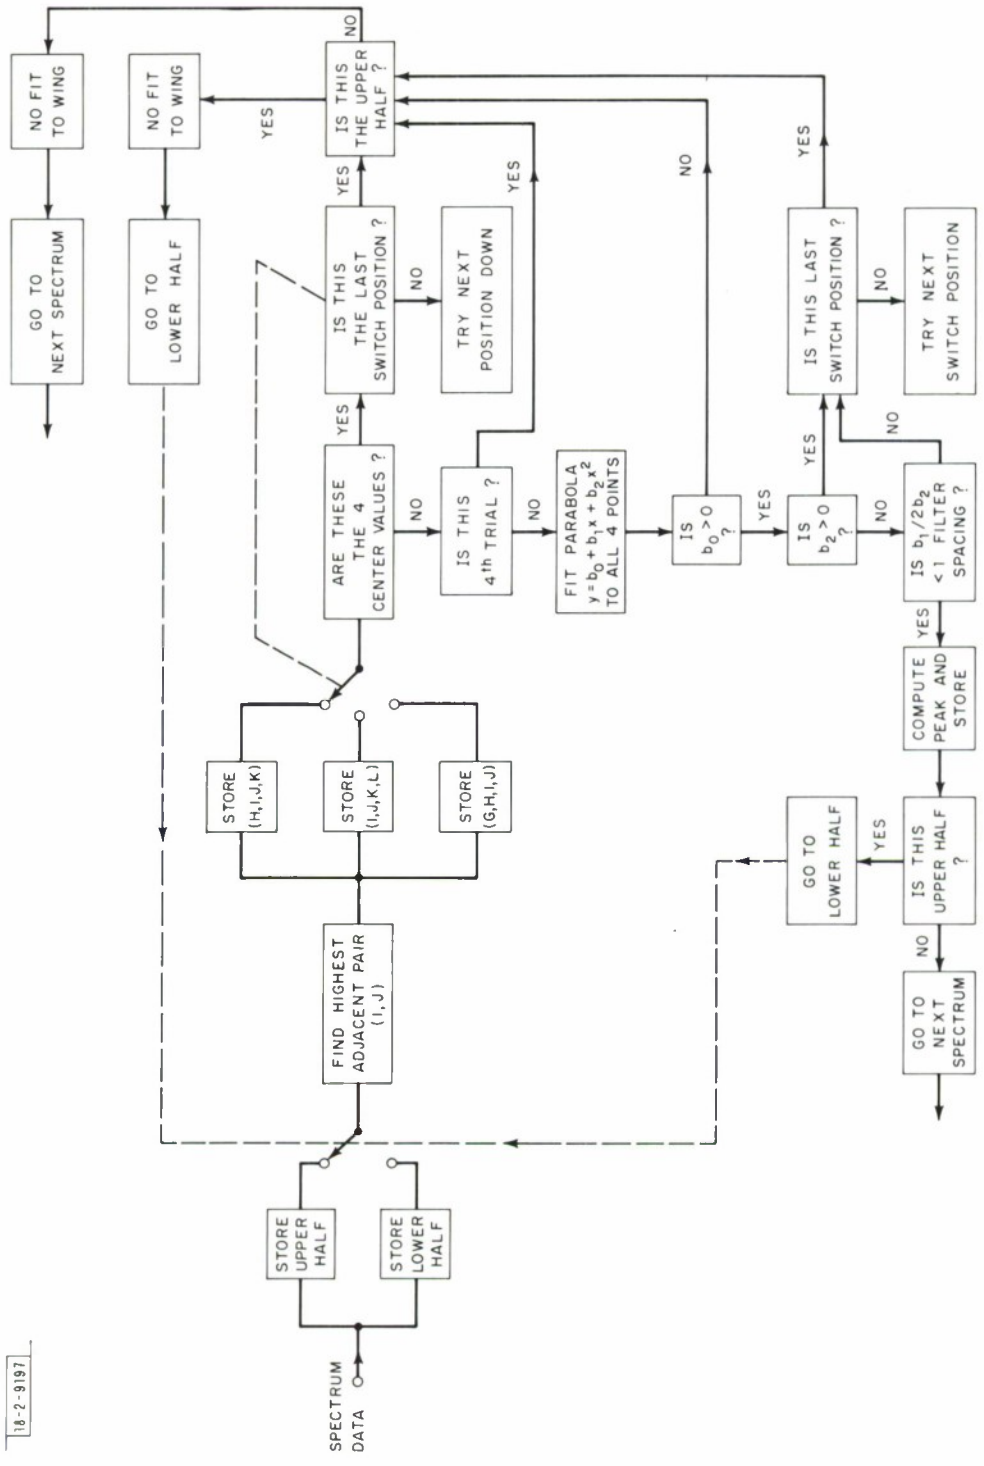 18-2-9197
SPECTRUM
DATA
STORE
UPPER
HALF
STORE
LOWER
HALF
FIND HIGHEST
ADJACENT PAIR
(I,J)
STORE
(H,I,J,K)
STORE
(I,J,K,L)
STORE
(G,H,I,J)
ARE THESE
THE 4
CENTER VALUES ?
YES
NO
IS THIS
THE LAST
SWITCH POSITION ?
YES
NO
TRY NEXT
POSITION DOWN
IS THIS
THE UPPER
HALF ?
YES
NO
NO FIT
TO WING
GO TO
LOWER HALF
NO FIT
TO WING
GO TO
NEXT SPECTRUM
IS THIS
4th TRIAL ?
YES
NO
FIT PARABOLA
y = b₀ + b₁x + b₂x²
TO ALL 4 POINTS
IS
b₀ > 0
?
NO
YES
IS
b₂ > 0
?
YES
NO
IS THIS LAST
SWITCH POSITION ?
YES
NO
TRY NEXT
SWITCH POSITION
IS b₁/2b₂
< 1 FILTER
SPACING ?
NO
YES
COMPUTE
PEAK AND
STORE
IS THIS
UPPER HALF
?
YES
GO TO
LOWER HALF
NO
GO TO
NEXT
SPECTRUM